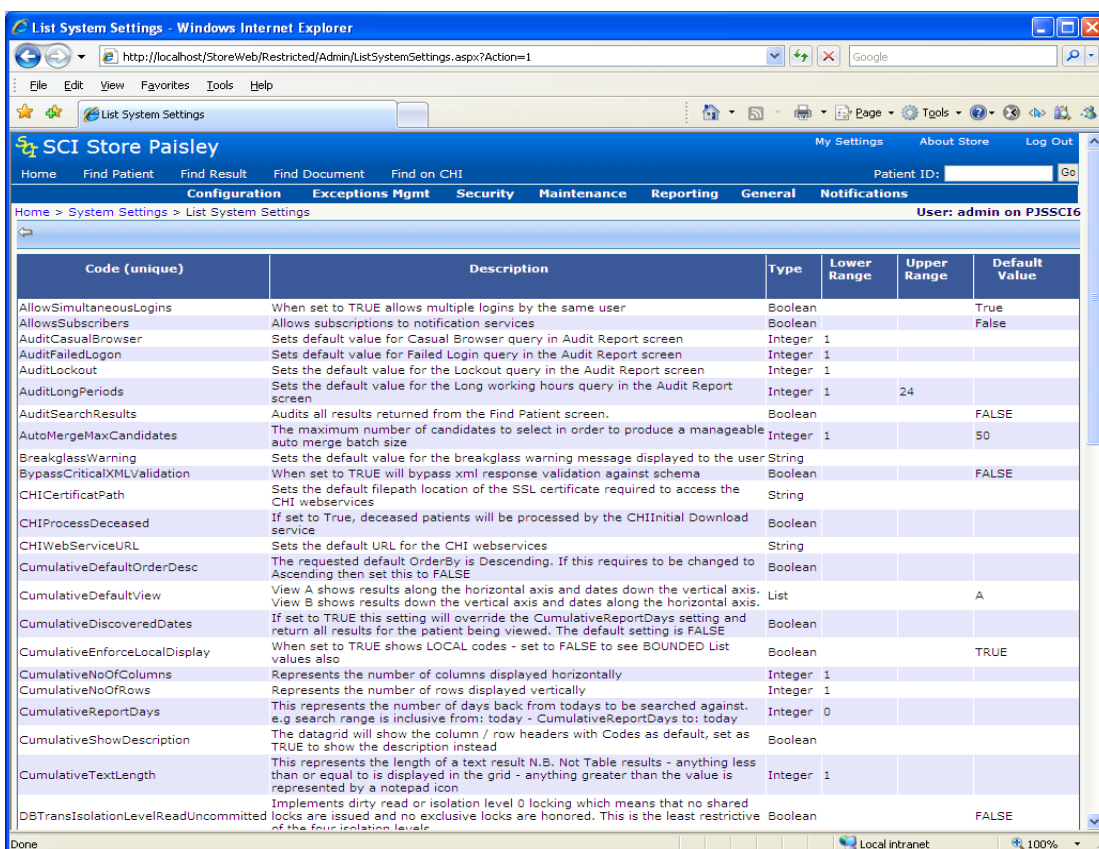 List System Settings - Windows Internet Explorer
http://localhost/StoreWeb/Restricted/Admin/ListSystemSettings.aspx?Action=1
Google
File Edit View Favorites Tools Help
List System Settings
Page Tools
SCI Store Paisley
My Settings About Store Log Out
Home Find Patient Find Result Find Document Find on CHI
Patient ID: Go
Configuration Exceptions Mgmt Security Maintenance Reporting General Notifications
Home > System Settings > List System Settings
User: admin on PJSSCI6
Code (unique) Description Type Lower Range Upper Range Default Value
AllowSimultaneousLogins When set to TRUE allows multiple logins by the same user Boolean True
AllowsSubscribers Allows subscriptions to notification services Boolean False
AuditCasualBrowser Sets default value for Casual Browser query in Audit Report screen Integer 1
AuditFailedLogon Sets default value for Failed Login query in the Audit Report screen Integer 1
AuditLockout Sets the default value for the Lockout query in the Audit Report screen Integer 1
AuditLongPeriods Sets the default value for the Long working hours query in the Audit Report screen Integer 1 24
AuditSearchResults Audits all results returned from the Find Patient screen. Boolean FALSE
AutoMergeMaxCandidates The maximum number of candidates to select in order to produce a manageable auto merge batch size Integer 1 50
BreakglassWarning Sets the default value for the breakglass warning message displayed to the user String
BypassCriticalXMLValidation When set to TRUE will bypass xml response validation against schema Boolean FALSE
CHICertificatPath Sets the default filepath location of the SSL certificate required to access the CHI webservices String
CHIProcessDeceased If set to True, deceased patients will be processed by the CHIInitial Download service Boolean
CHIWebServiceURL Sets the default URL for the CHI webservices String
CumulativeDefaultOrderDesc The requested default OrderBy is Descending. If this requires to be changed to Ascending then set this to FALSE Boolean
CumulativeDefaultView View A shows results along the horizontal axis and dates down the vertical axis. View B shows results down the vertical axis and dates along the horizontal axis. List A
CumulativeDiscoveredDates If set to TRUE this setting will override the CumulativeReportDays setting and return all results for the patient being viewed. The default setting is FALSE Boolean
CumulativeEnforceLocalDisplay When set to TRUE shows LOCAL codes - set to FALSE to see BOUNDED List values also Boolean TRUE
CumulativeNoOfColumns Represents the number of columns displayed horizontally Integer 1
CumulativeNoOfRows Represents the number of rows displayed vertically Integer 1
CumulativeReportDays This represents the number of days back from todays to be searched against. e.g search range is inclusive from: today - CumulativeReportDays to: today Integer 0
CumulativeShowDescription The datagrid will show the column / row headers with Codes as default, set as TRUE to show the description instead Boolean
CumulativeTextLength This represents the length of a text result N.B. Not Table results - anything less than or equal to is displayed in the grid - anything greater than the value is represented by a notepad icon Integer 1
DBTransIsolationLevelReadUncommitted Implements dirty read or isolation level 0 locking which means that no shared locks are issued and no exclusive locks are honored. This is the least restrictive of the four isolation levels Boolean FALSE
Done Local intranet 100%